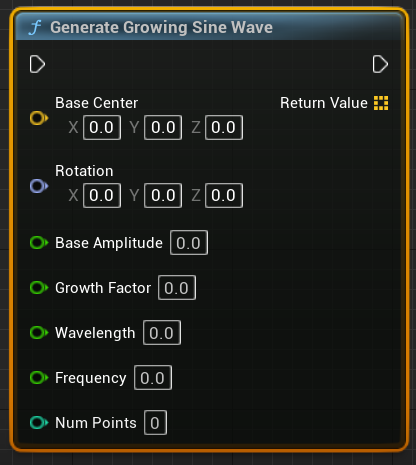 f Generate Growing Sine Wave
Base Center Return Value
X 0.0 Y 0.0 Z 0.0
Rotation
X 0.0 Y 0.0 Z 0.0
Base Amplitude 0.0
Growth Factor 0.0
Wavelength 0.0
Frequency 0.0
Num Points 0